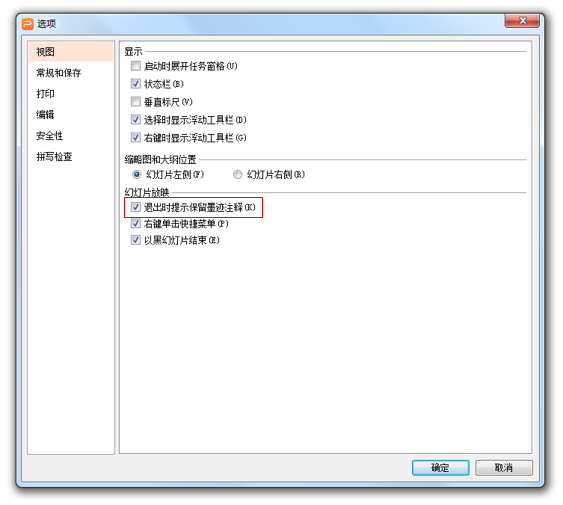 选项
视图
常规和保存
打印
编辑
安全性
拼写检查
显示
启动时展开任务窗格(U)
状态栏(B)
垂直标尺(V)
选择时显示浮动工具栏(D)
右键时显示浮动工具栏(G)
缩略图和大纲位置
幻灯片左侧(F) 幻灯片右侧(R)
幻灯片放映
退出时提示保留墨迹注释(K)
右键单击快捷菜单(P)
以黑幻灯片结束(E)
确定 取消